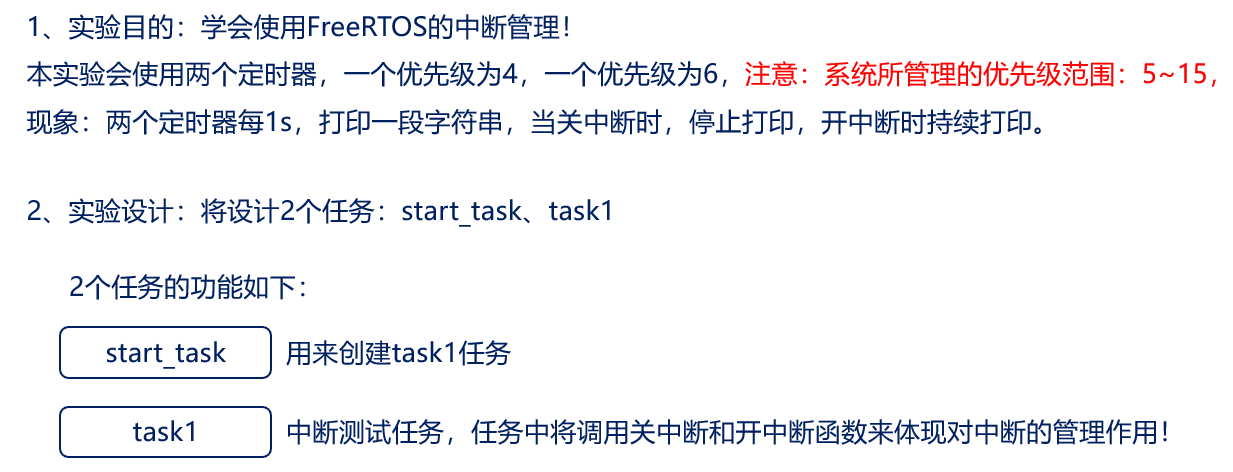 1、实验目的：学会使用FreeRTOS的中断管理！
本实验会使用两个定时器，一个优先级为4，一个优先级为6，注意：系统所管理的优先级范围：5~15，
现象：两个定时器每1s，打印一段字符串，当关中断时，停止打印，开中断时持续打印。
2、实验设计：将设计2个任务：start_task、task1
2个任务的功能如下：
start_task 用来创建task1任务
task1 中断测试任务，任务中将调用关中断和开中断函数来体现对中断的管理作用！